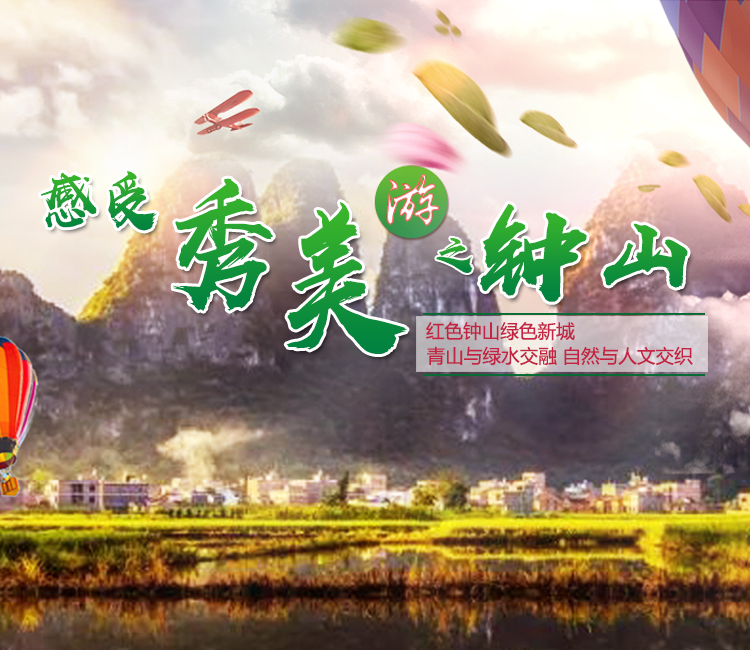 感受秀美游之钟山
红色钟山绿色新城
青山与绿水交融 自然与人文交织